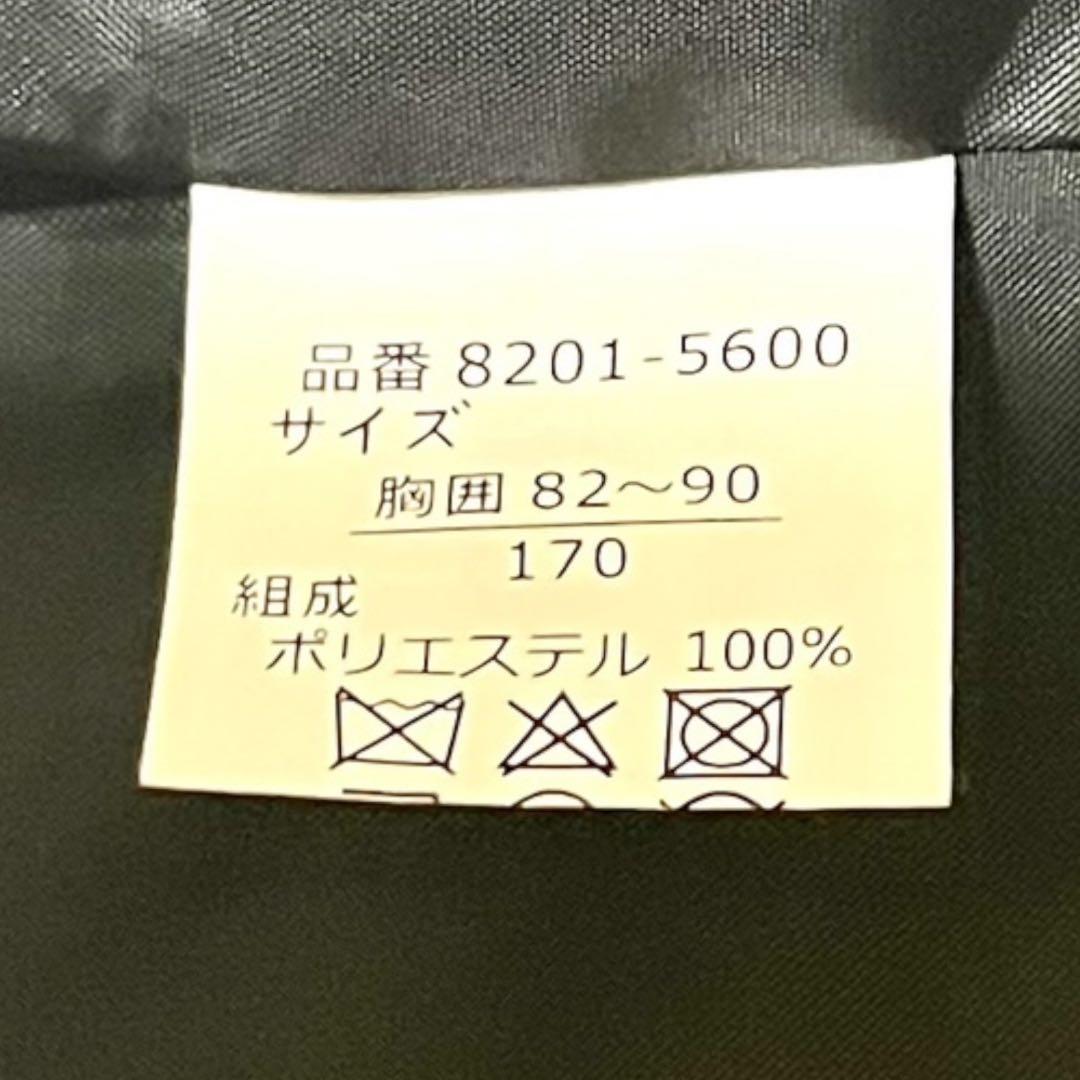 品番 8201-5600
サイズ
胸囲 82～90
170
組成
ポリエステル 100%